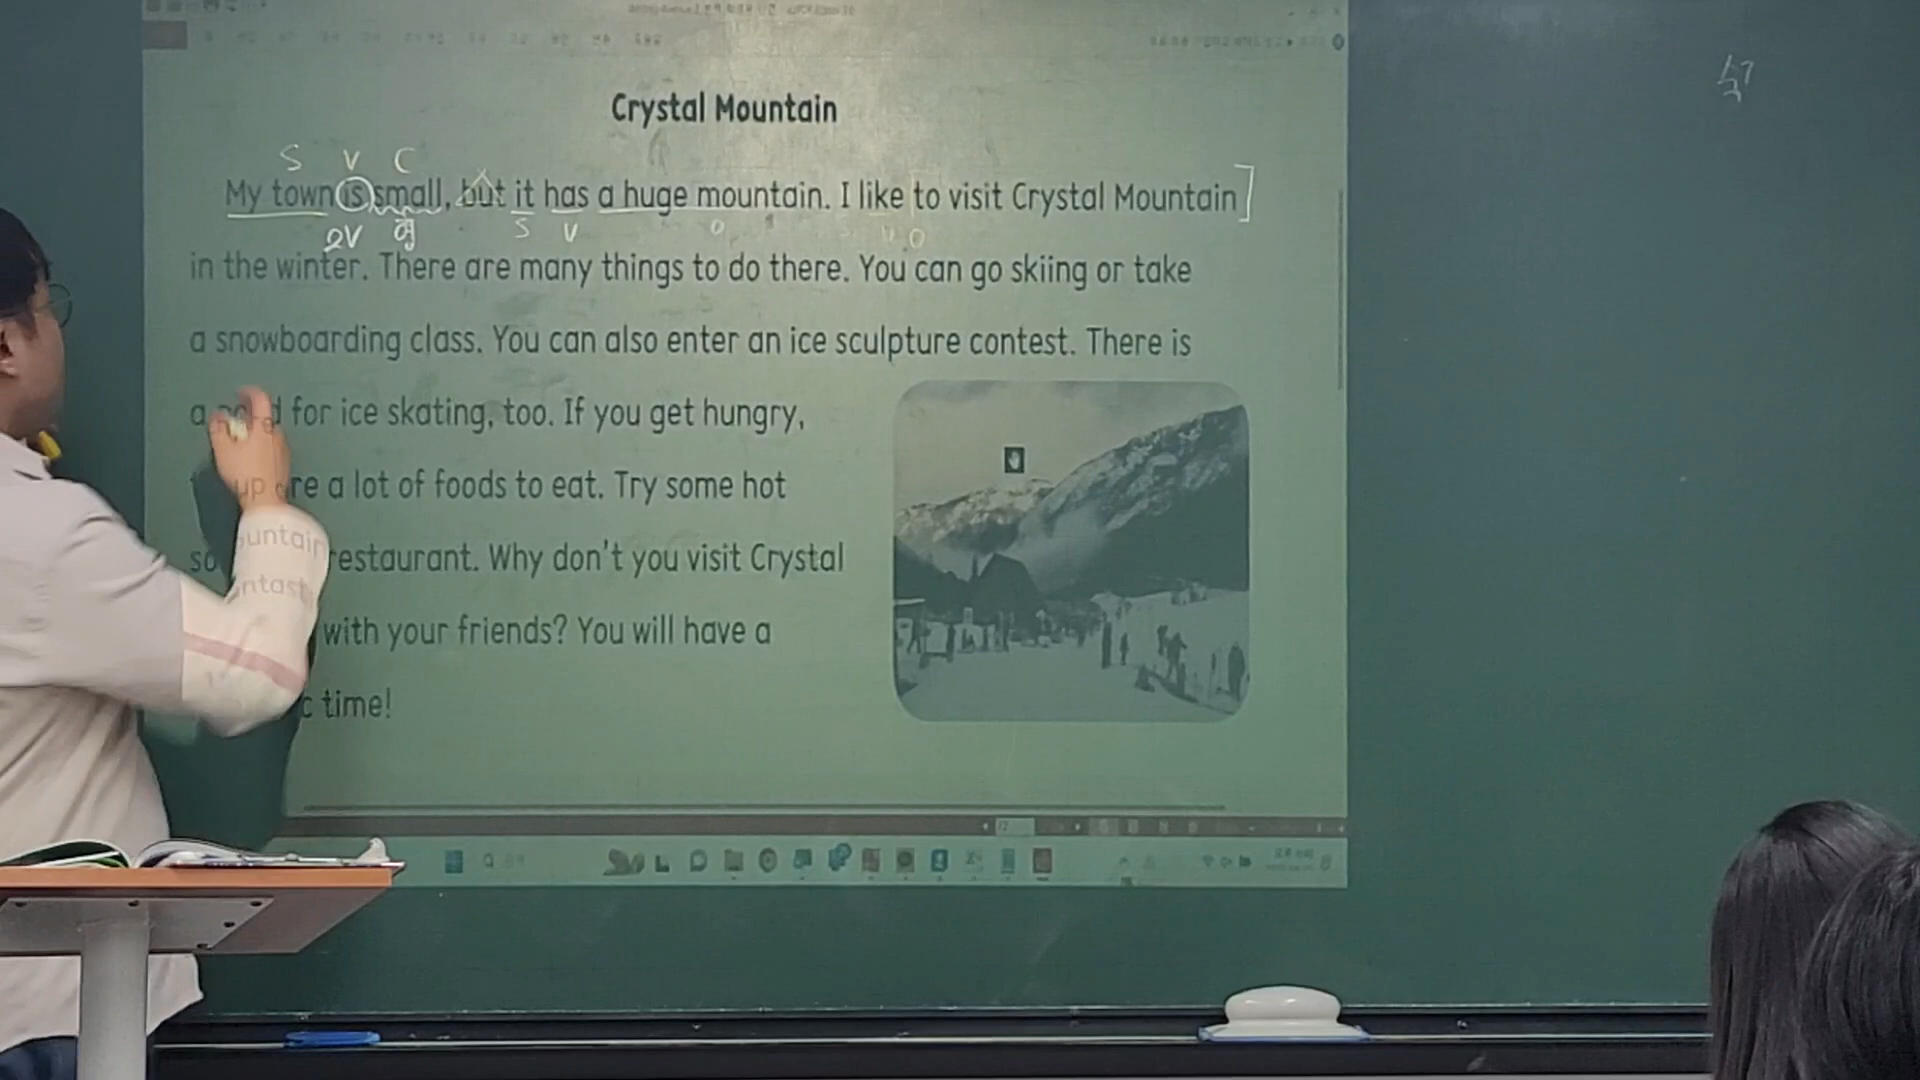 Crystal Mountain
S V C
My town is small, but it has a huge mountain. I like to visit Crystal Mountain]
2V 형 S V O O
in the winter. There are many things to do there. You can go skiing or take
a snowboarding class. You can also enter an ice sculpture contest. There is
a for ice skating, too. If you get hungry,
are a lot of foods to eat. Try some hot
restaurant. Why don't you visit Crystal
with your friends? You will have a
time!